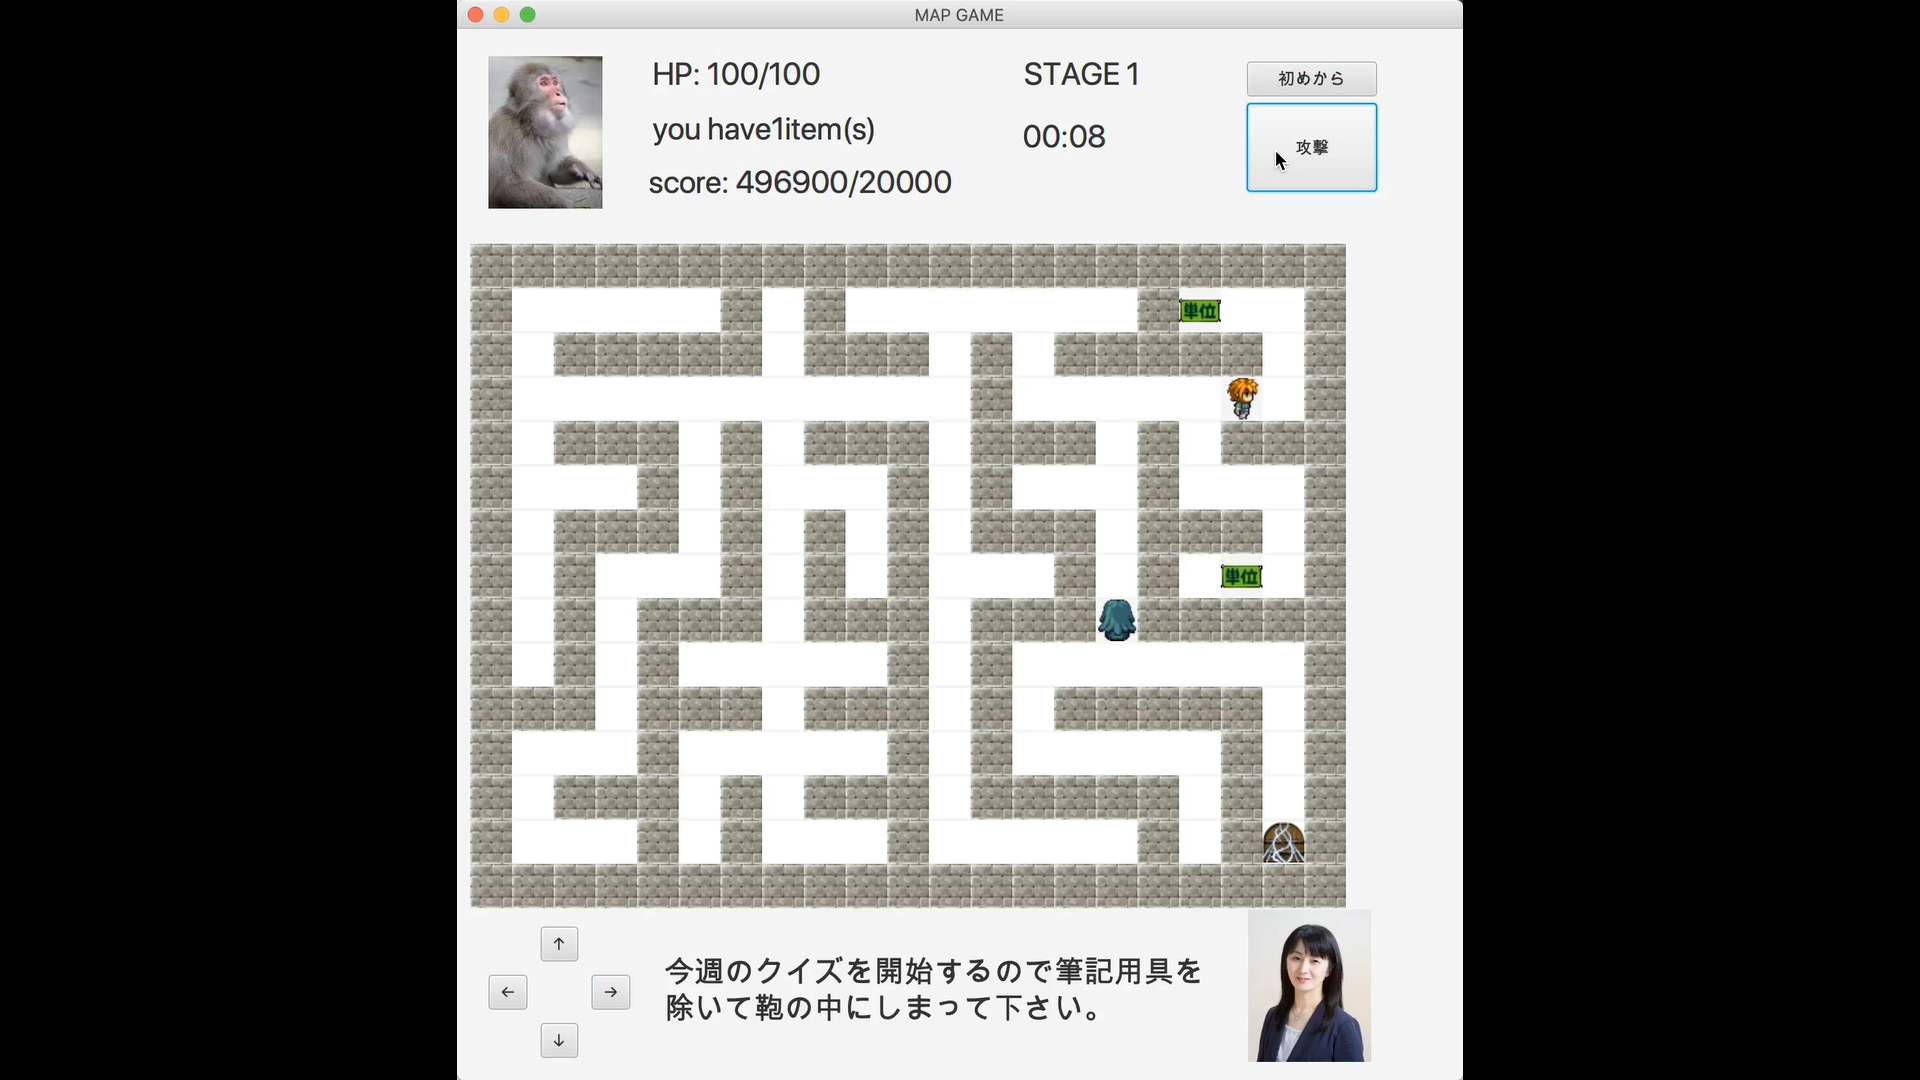 MAP GAME
HP: 100/100
STAGE 1
初めから
you have1item(s)
00:08
攻撃
score: 496900/20000
単位
単位
↑
← →
↓
今週のクイズを開始するので筆記用具を
除いて鞄の中にしまって下さい。